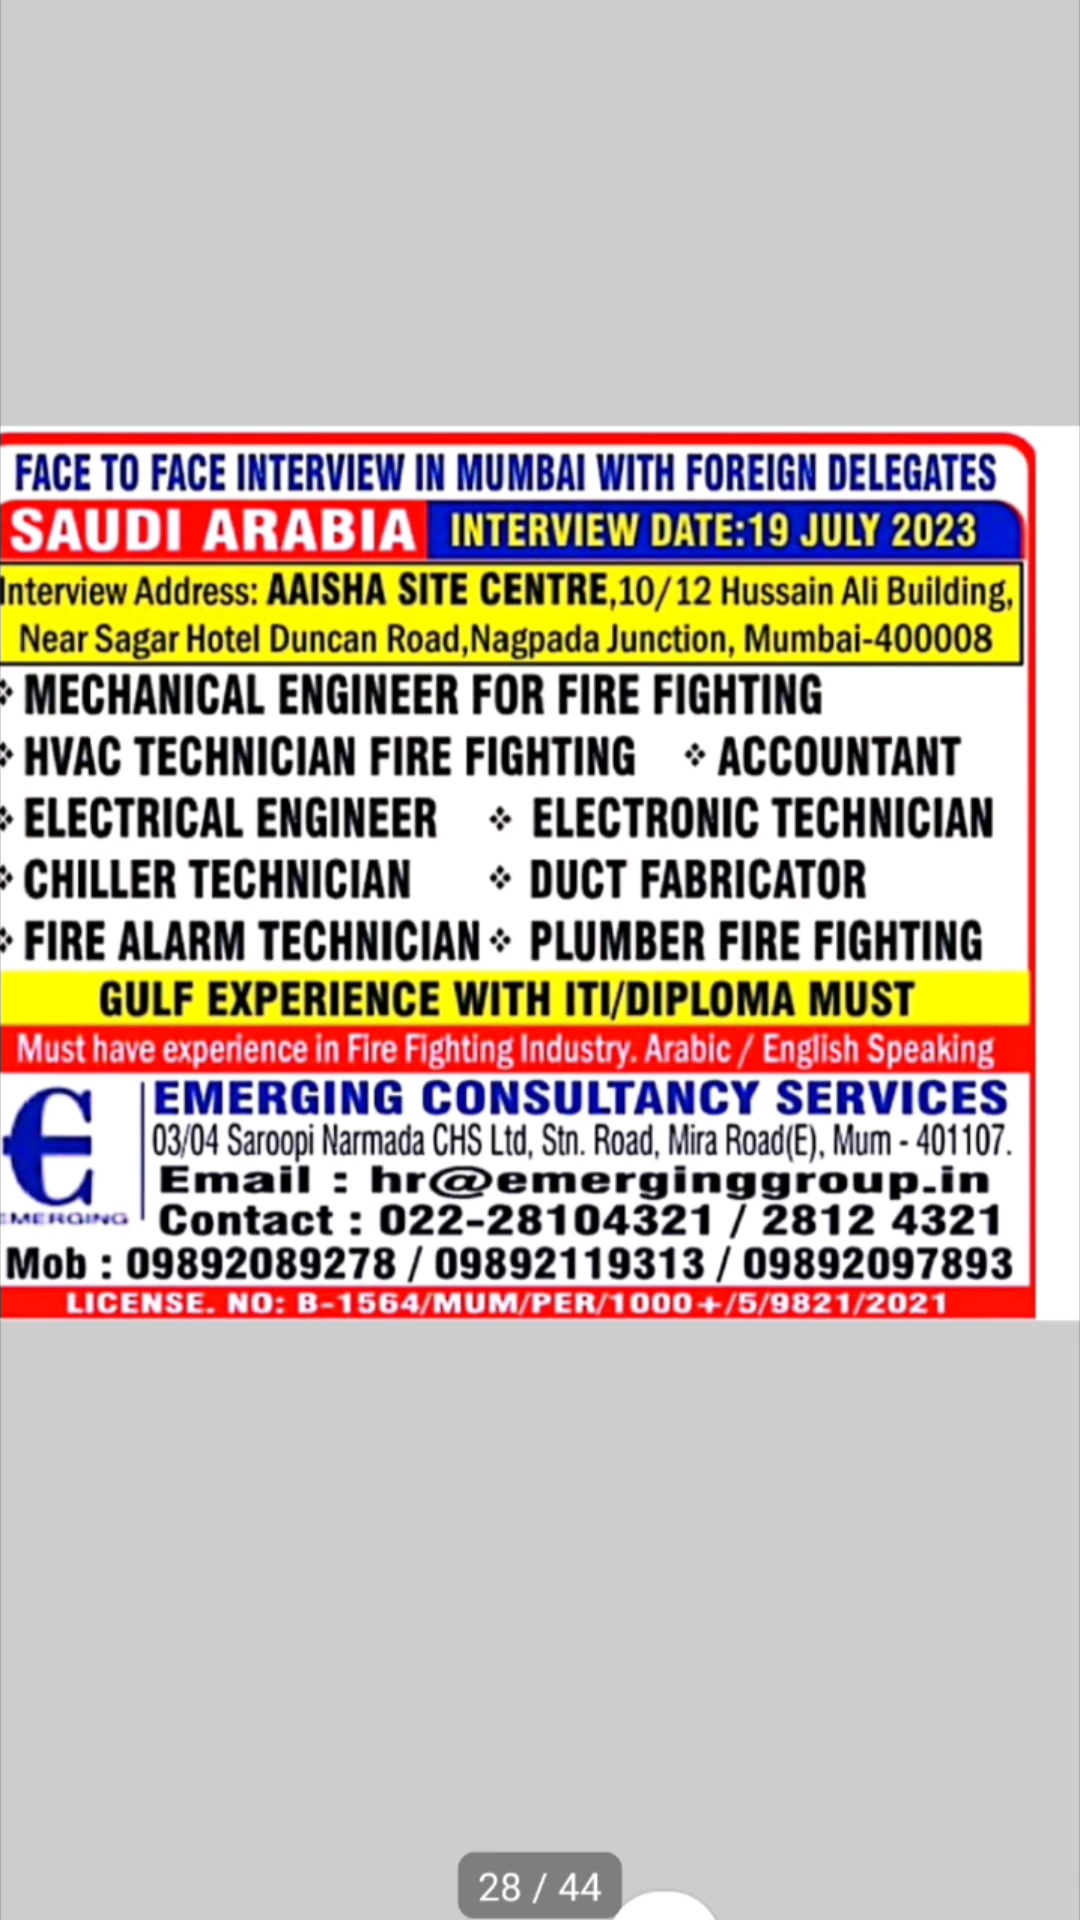 FACE TO FACE INTERVIEW IN MUMBAI WITH FOREIGN DELEGATES
SAUDI ARABIA INTERVIEW DATE:19 JULY 2023
Interview Address: AAISHA SITE CENTRE,10/12 Hussain Ali Building,
Near Sagar Hotel Duncan Road,Nagpada Junction, Mumbai-400008
❖ MECHANICAL ENGINEER FOR FIRE FIGHTING
❖ HVAC TECHNICIAN FIRE FIGHTING ❖ ACCOUNTANT
❖ ELECTRICAL ENGINEER ❖ ELECTRONIC TECHNICIAN
❖ CHILLER TECHNICIAN ❖ DUCT FABRICATOR
❖ FIRE ALARM TECHNICIAN ❖ PLUMBER FIRE FIGHTING
GULF EXPERIENCE WITH ITI/DIPLOMA MUST
Must have experience in Fire Fighting Industry. Arabic / English Speaking
EMERGING
EMERGING CONSULTANCY SERVICES
03/04 Saroopi Narmada CHS Ltd, Stn. Road, Mira Road(E), Mum - 401107.
Email : hr@emerginggroup.in
Contact : 022-28104321 / 2812 4321
Mob : 09892089278 / 09892119313 / 09892097893
LICENSE. NO: B-1564/MUM/PER/1000+/5/9821/2021
28 / 44